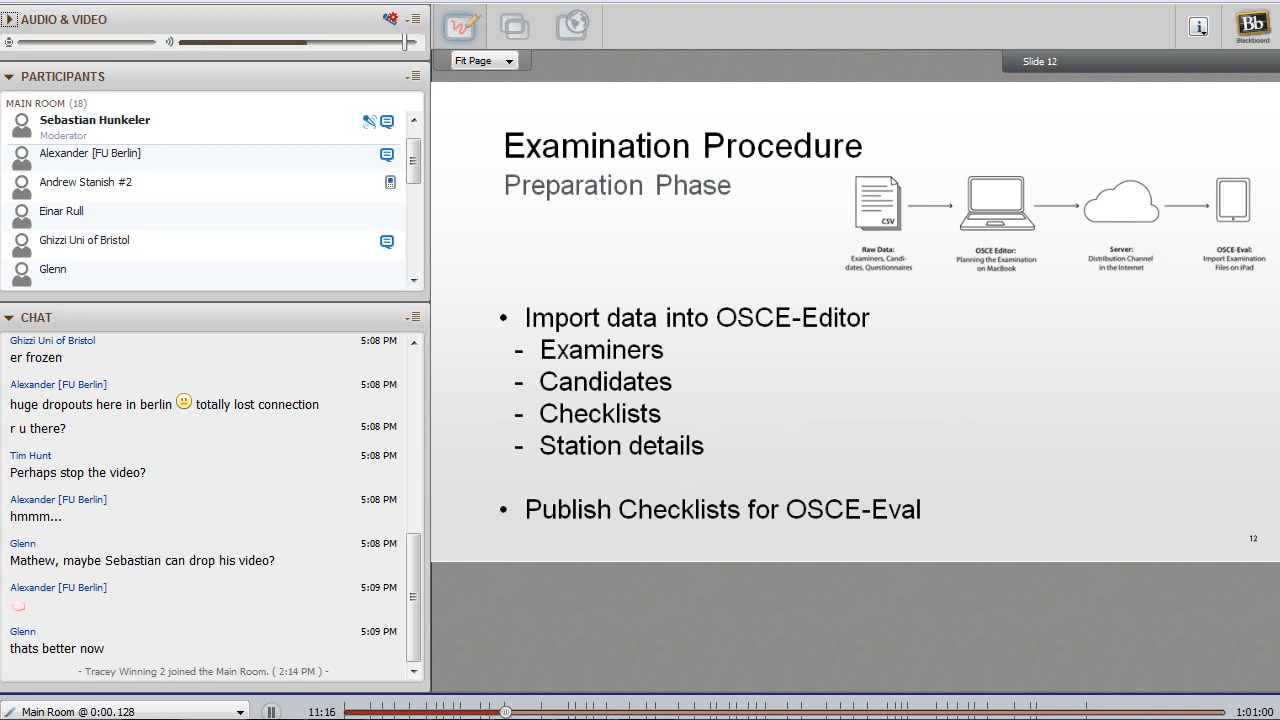 AUDIO & VIDEO
PARTICIPANTS
MAIN ROOM (18)
Sebastian Hunkeler
Moderator
Alexander [FU Berlin]
Andrew Stanish #2
Einar Rull
Ghizzi Uni of Bristol
Glenn
CHAT
Ghizzi Uni of Bristol 5:08 PM
er frozen
Alexander [FU Berlin] 5:08 PM
huge dropouts here in berlin totally lost connection
r u there? 5:08 PM
Tim Hunt 5:08 PM
Perhaps stop the video?
Alexander [FU Berlin] 5:08 PM
hmmm...
Glenn 5:08 PM
Mathew, maybe Sebastian can drop his video?
Alexander [FU Berlin] 5:09 PM
Glenn 5:09 PM
thats better now
- Tracey Winning 2 joined the Main Room. ( 2:14 PM ) -
Main Room @ 0:00.128
11:16
1:01:00
Bb
Blackboard
Fit Page
Slide 12
Examination Procedure
Preparation Phase
CSV
Raw Data:
Examiners, Candi-
dates, Questionnaires
OSCE Editor:
Planning the Examination
on MacBook
Server:
Distribution Channel
in the Internet
OSCE-Eval:
Import Examination
Files on iPad
• Import data into OSCE-Editor
- Examiners
- Candidates
- Checklists
- Station details
• Publish Checklists for OSCE-Eval
12